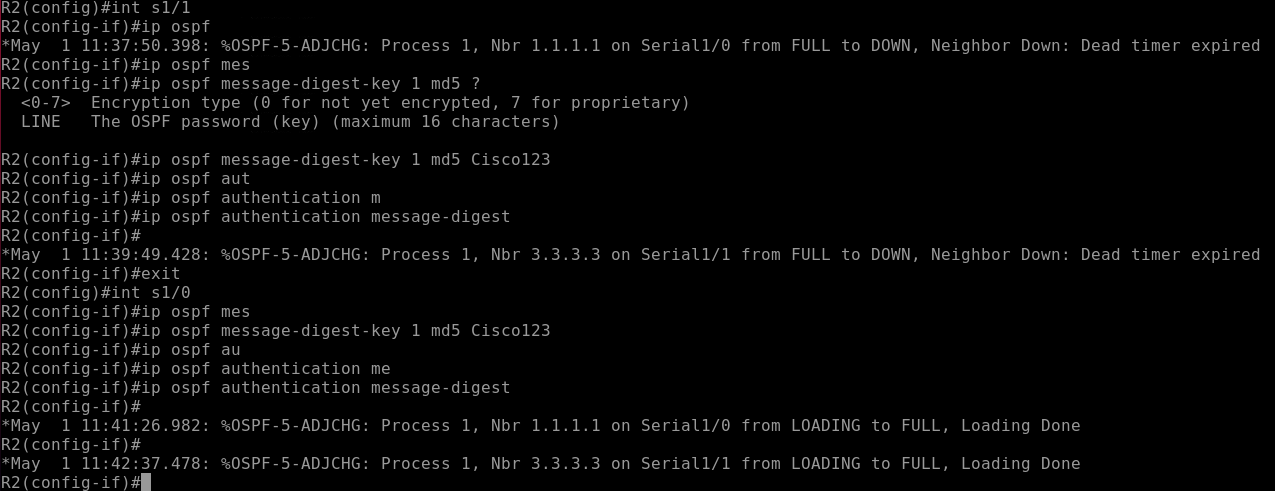 R2(config)#int s1/1
R2(config-if)#ip ospf
*May  1 11:37:50.398: %OSPF-5-ADJCHG: Process 1, Nbr 1.1.1.1 on Serial1/0 from FULL to DOWN, Neighbor Down: Dead timer expired
R2(config-if)#ip ospf mes
R2(config-if)#ip ospf message-digest-key 1 md5 ?
  <0-7>  Encryption type (0 for not yet encrypted, 7 for proprietary)
  LINE   The OSPF password (key) (maximum 16 characters)

R2(config-if)#ip ospf message-digest-key 1 md5 Cisco123
R2(config-if)#ip ospf aut
R2(config-if)#ip ospf authentication m
R2(config-if)#ip ospf authentication message-digest
R2(config-if)#
*May  1 11:39:49.428: %OSPF-5-ADJCHG: Process 1, Nbr 3.3.3.3 on Serial1/1 from FULL to DOWN, Neighbor Down: Dead timer expired
R2(config-if)#exit
R2(config)#int s1/0
R2(config-if)#ip ospf mes
R2(config-if)#ip ospf message-digest-key 1 md5 Cisco123
R2(config-if)#ip ospf au
R2(config-if)#ip ospf authentication me
R2(config-if)#ip ospf authentication message-digest
R2(config-if)#
*May  1 11:41:26.982: %OSPF-5-ADJCHG: Process 1, Nbr 1.1.1.1 on Serial1/0 from LOADING to FULL, Loading Done
R2(config-if)#
*May  1 11:42:37.478: %OSPF-5-ADJCHG: Process 1, Nbr 3.3.3.3 on Serial1/1 from LOADING to FULL, Loading Done
R2(config-if)#